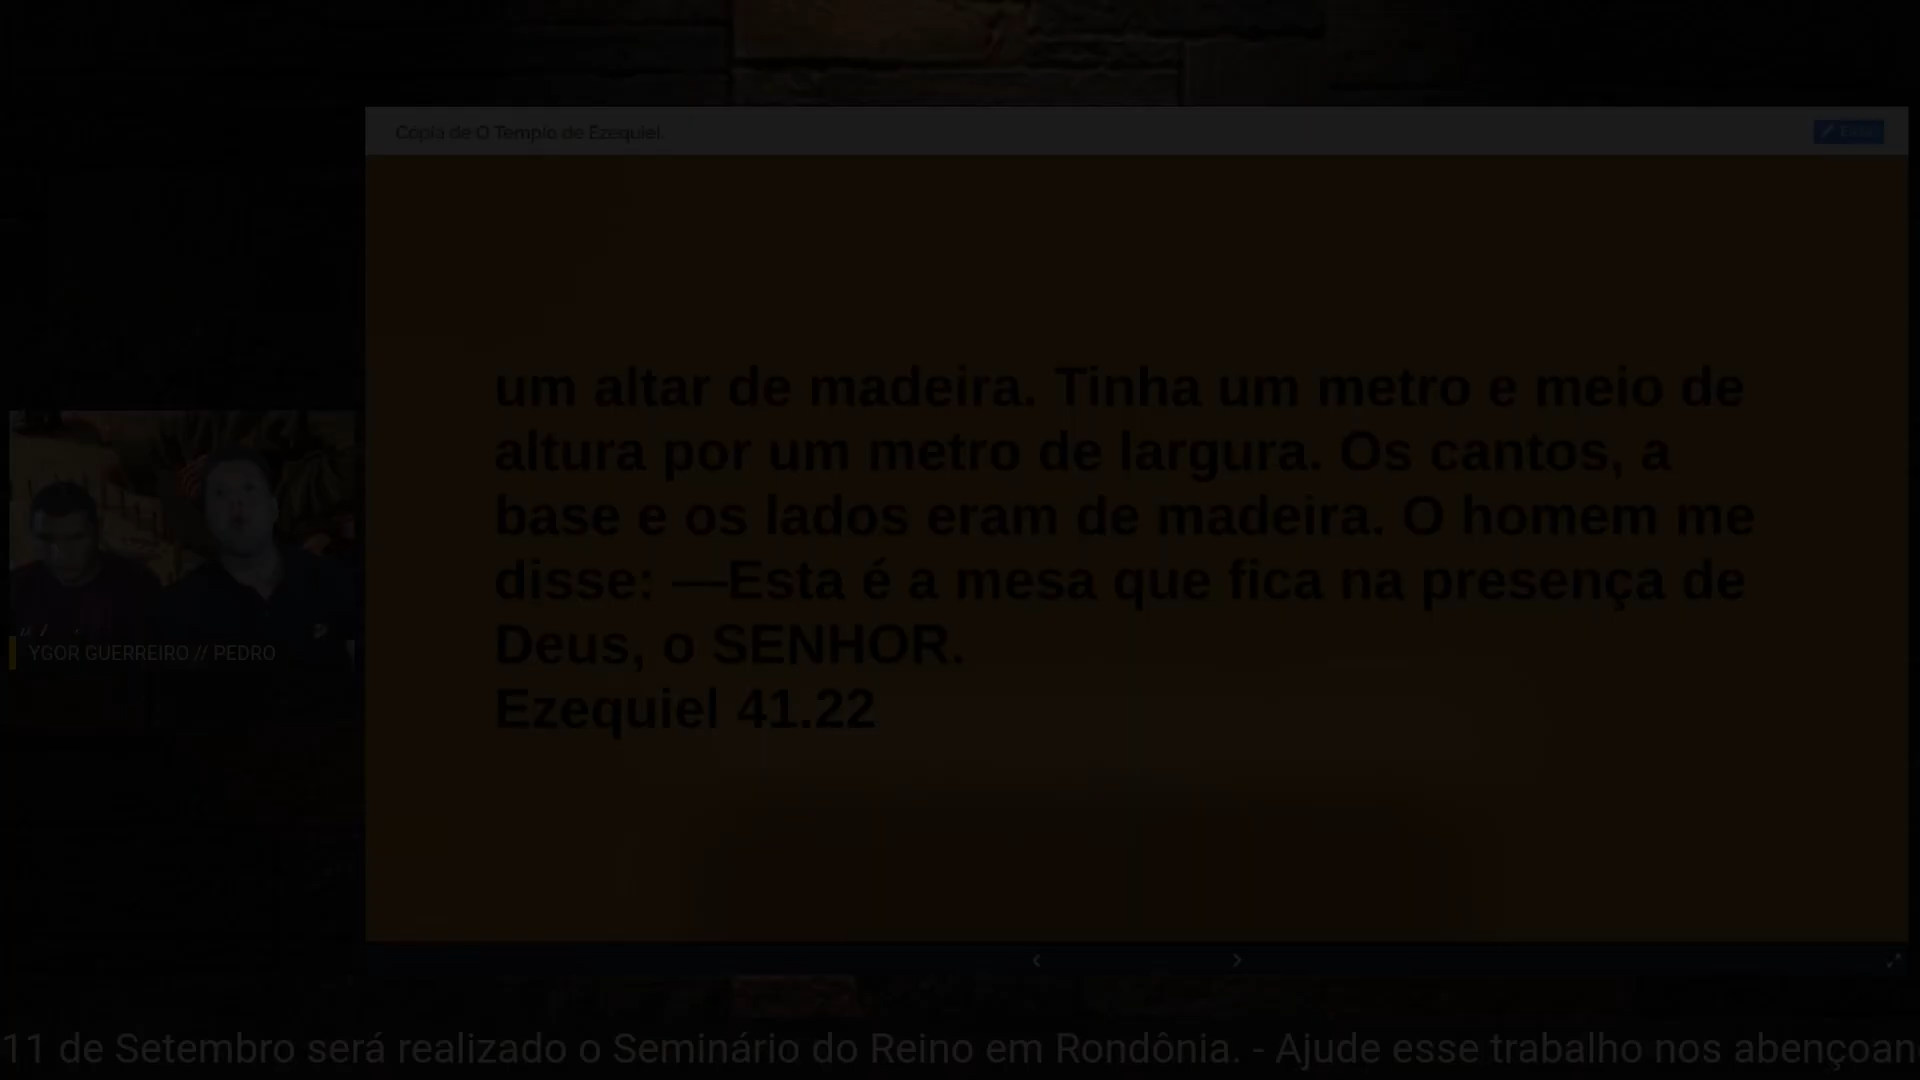 Cópia de O Templo de Ezequiel
um altar de madeira. Tinha um metro e meio de
altura por um metro de largura. Os cantos, a
base e os lados eram de madeira. O homem me
disse: —Esta é a mesa que fica na presença de
Deus, o SENHOR.
Ezequiel 41.22
YGOR GUERREIRO // PEDRO
11 de Setembro será realizado o Seminário do Reino em Rondônia. - Ajude esse trabalho nos abençoan